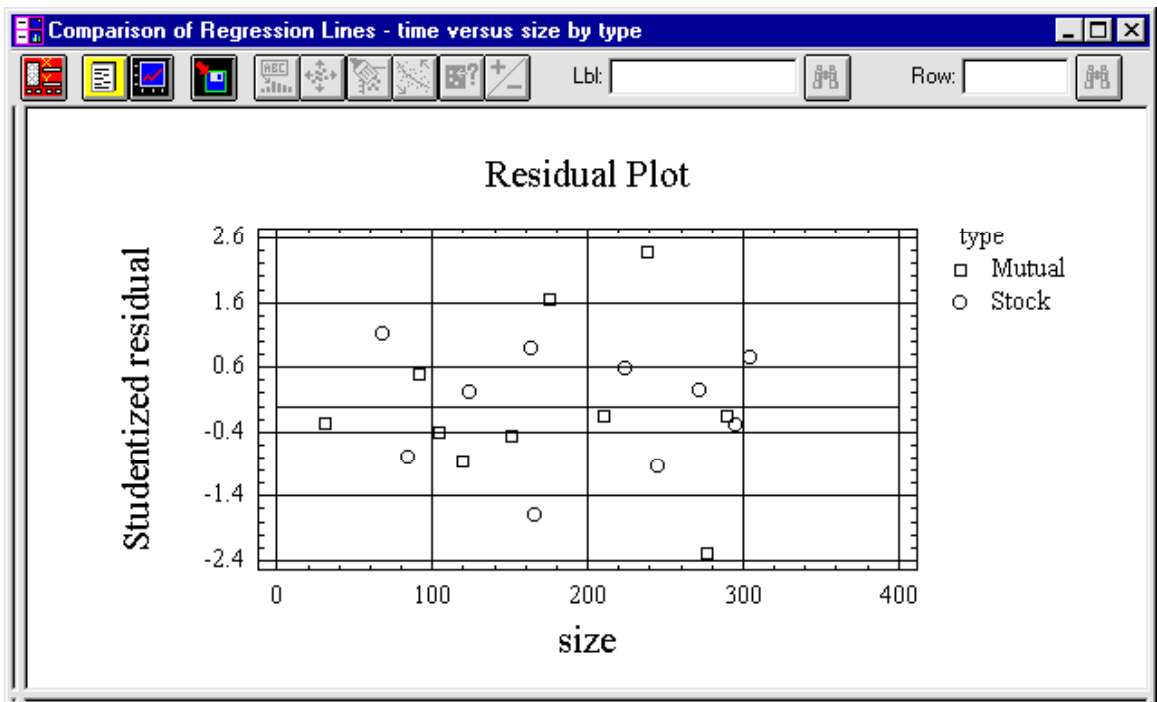 Comparison of Regression Lines - time versus size by type
ABC
Lbl:
Row:
Residual Plot
Studentized residual
2.6
1.6
0.6
-0.4
-1.4
-2.4
0 100 200 300 400
size
type
Mutual
Stock